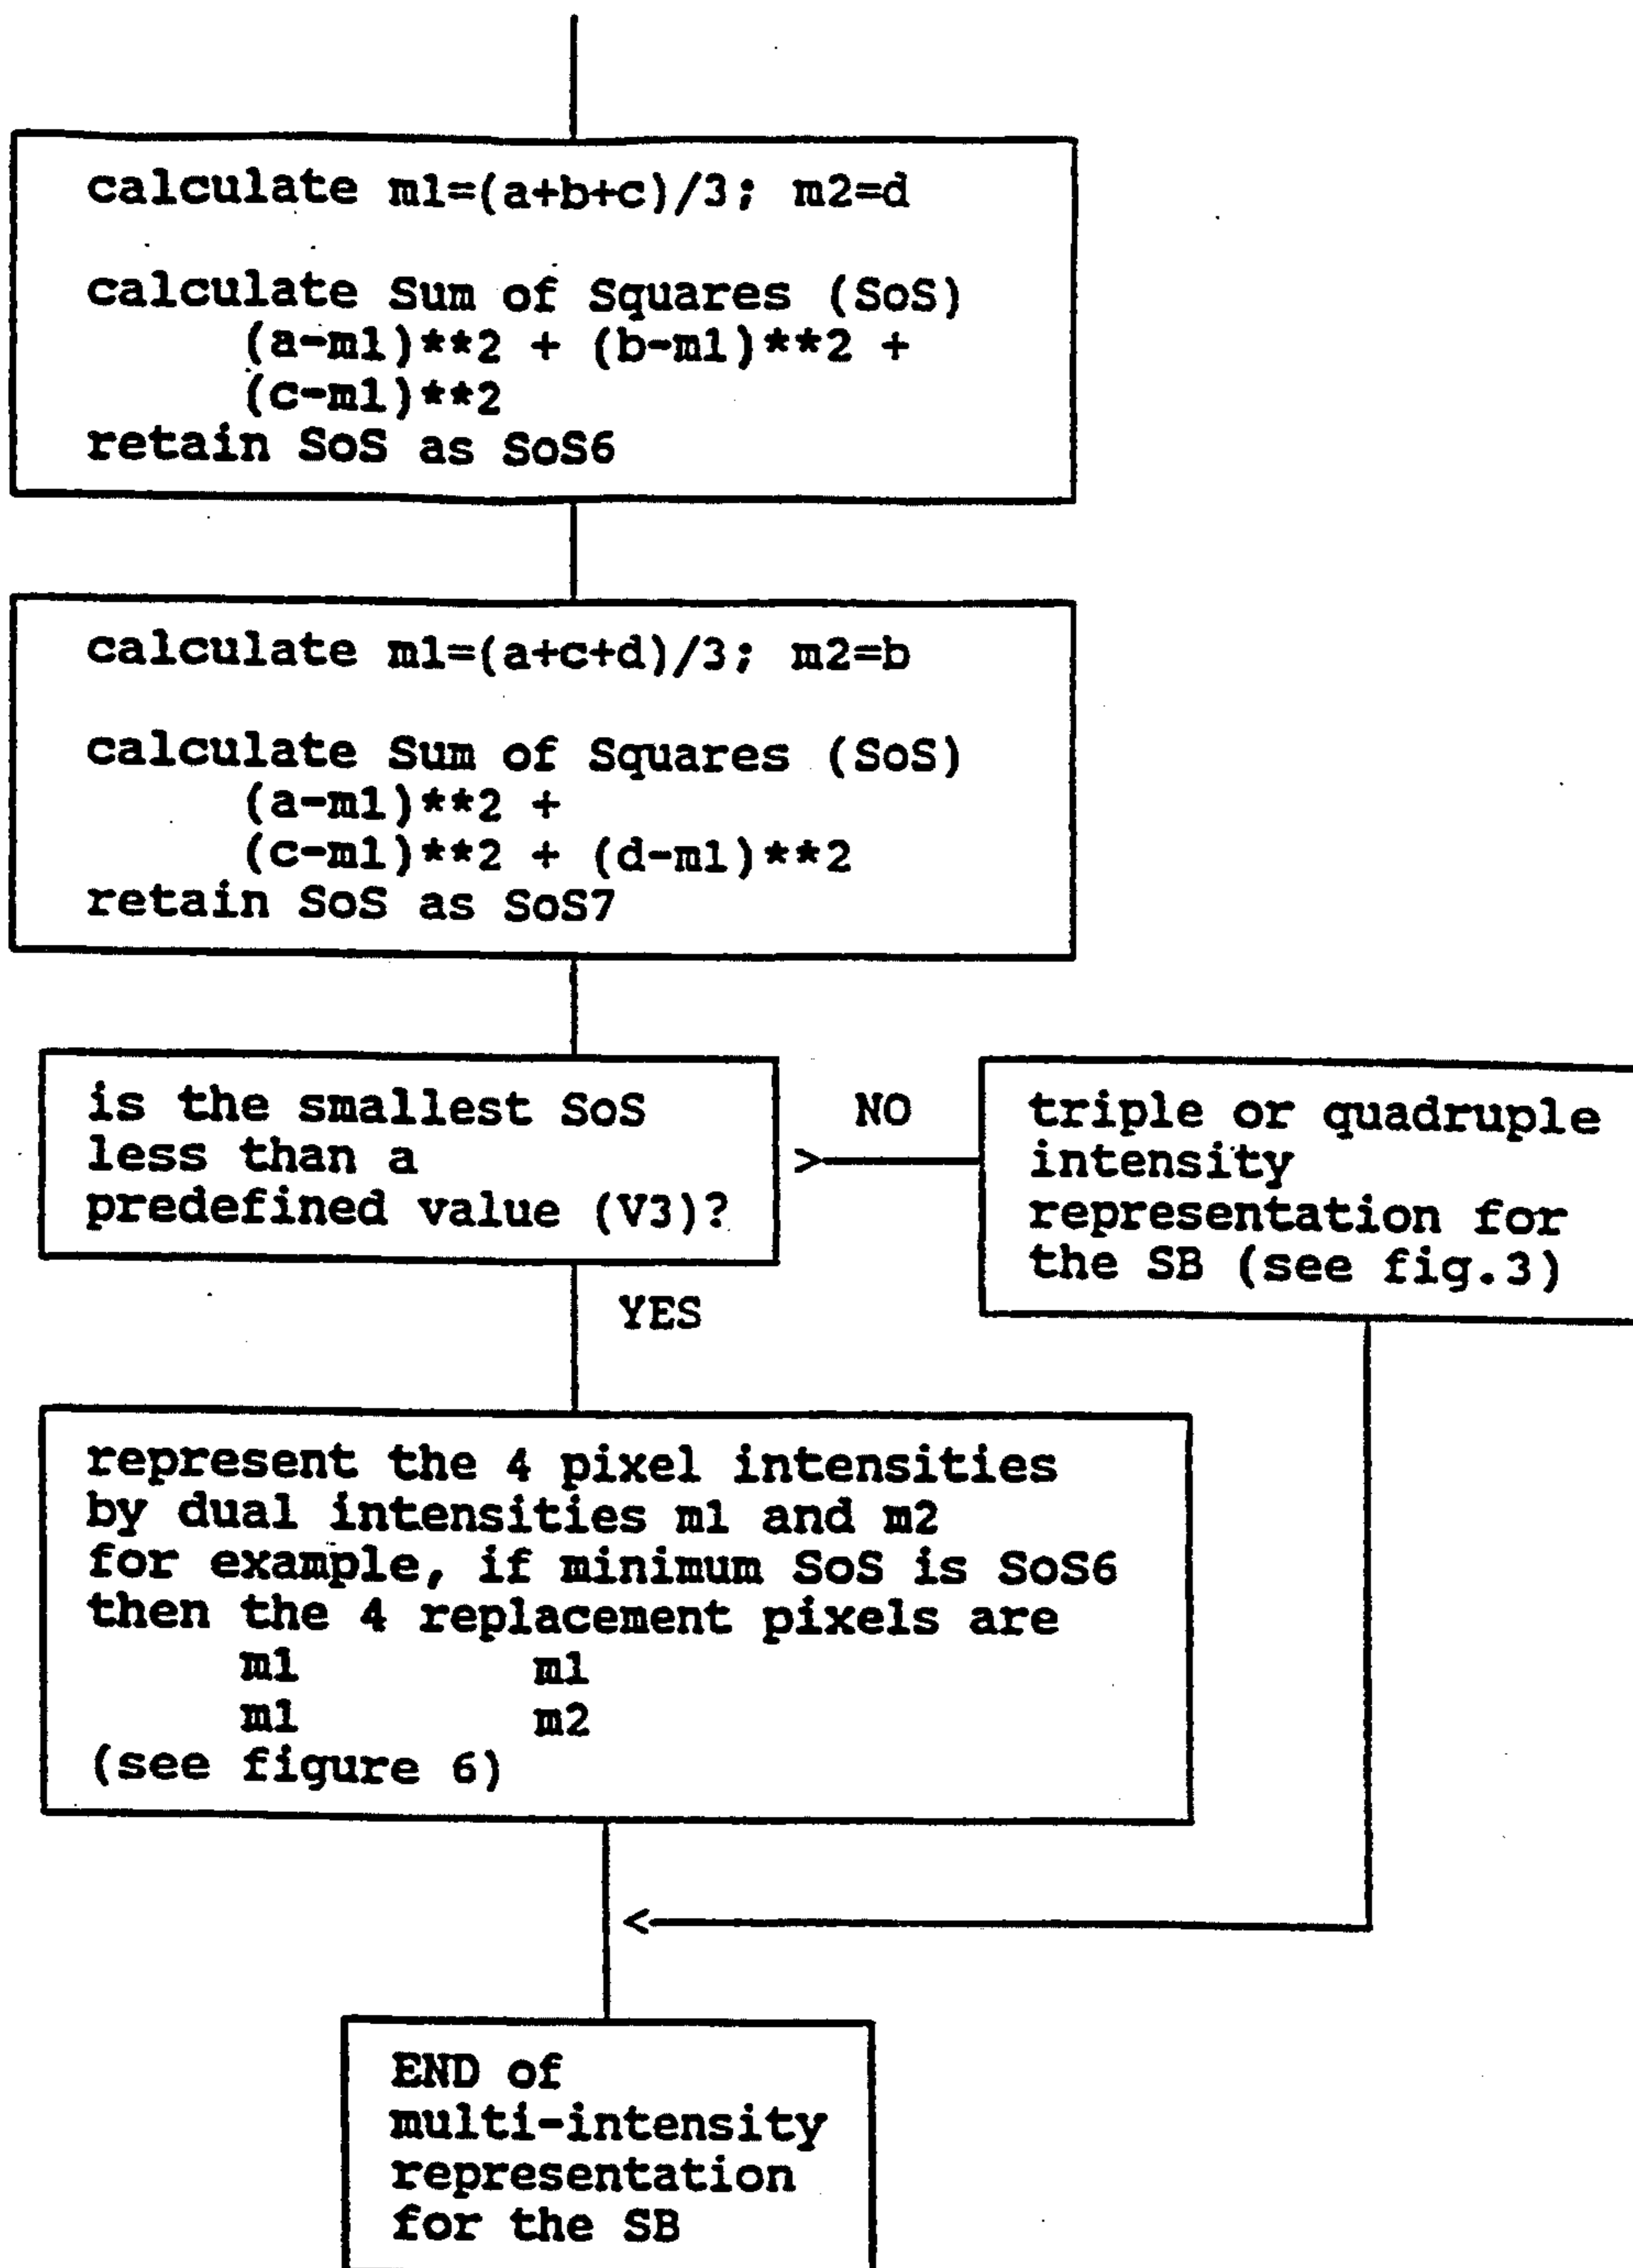 calculate m1=(a+b+c)/3; m2=d
calculate Sum of Squares (SoS)
(a-m1)**2 + (b-m1)**2 +
(c-m1)**2
retain SoS as SoS6
calculate m1=(a+c+d)/3; m2=b
calculate Sum of Squares (SoS)
(a-m1)**2 +
(c-m1)**2 + (d-m1)**2
retain SoS as SoS7
is the smallest SoS
less than a
predefined value (V3)?
NO
triple or quadruple
intensity
representation for
the SB (see fig.3)
YES
represent the 4 pixel intensities
by dual intensities m1 and m2
for example, if minimum SoS is SoS6
then the 4 replacement pixels are
m1 m1
m1 m2
(see figure 6)
END of
multi-intensity
representation
for the SB